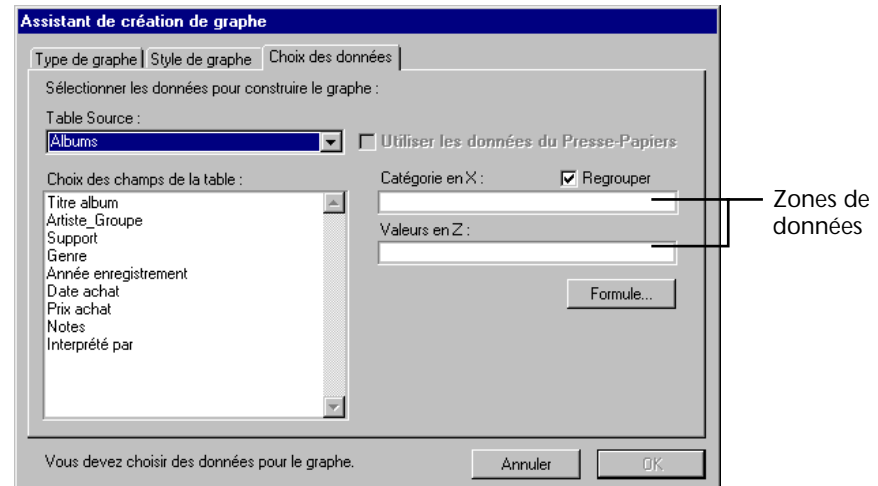 Assistant de création de graphe
Type de graphe Style de graphe Choix des données
Sélectionner les données pour construire le graphe :
Table Source :
Albums
Utiliser les données du Presse-Papiers
Choix des champs de la table :
Titre album
Artiste_Groupe
Support
Genre
Année enregistrement
Date achat
Prix achat
Notes
Interprété par
Catégorie en X :
Regrouper
Valeurs en Z :
Formule...
Zones de
données
Vous devez choisir des données pour le graphe.
Annuler
OK